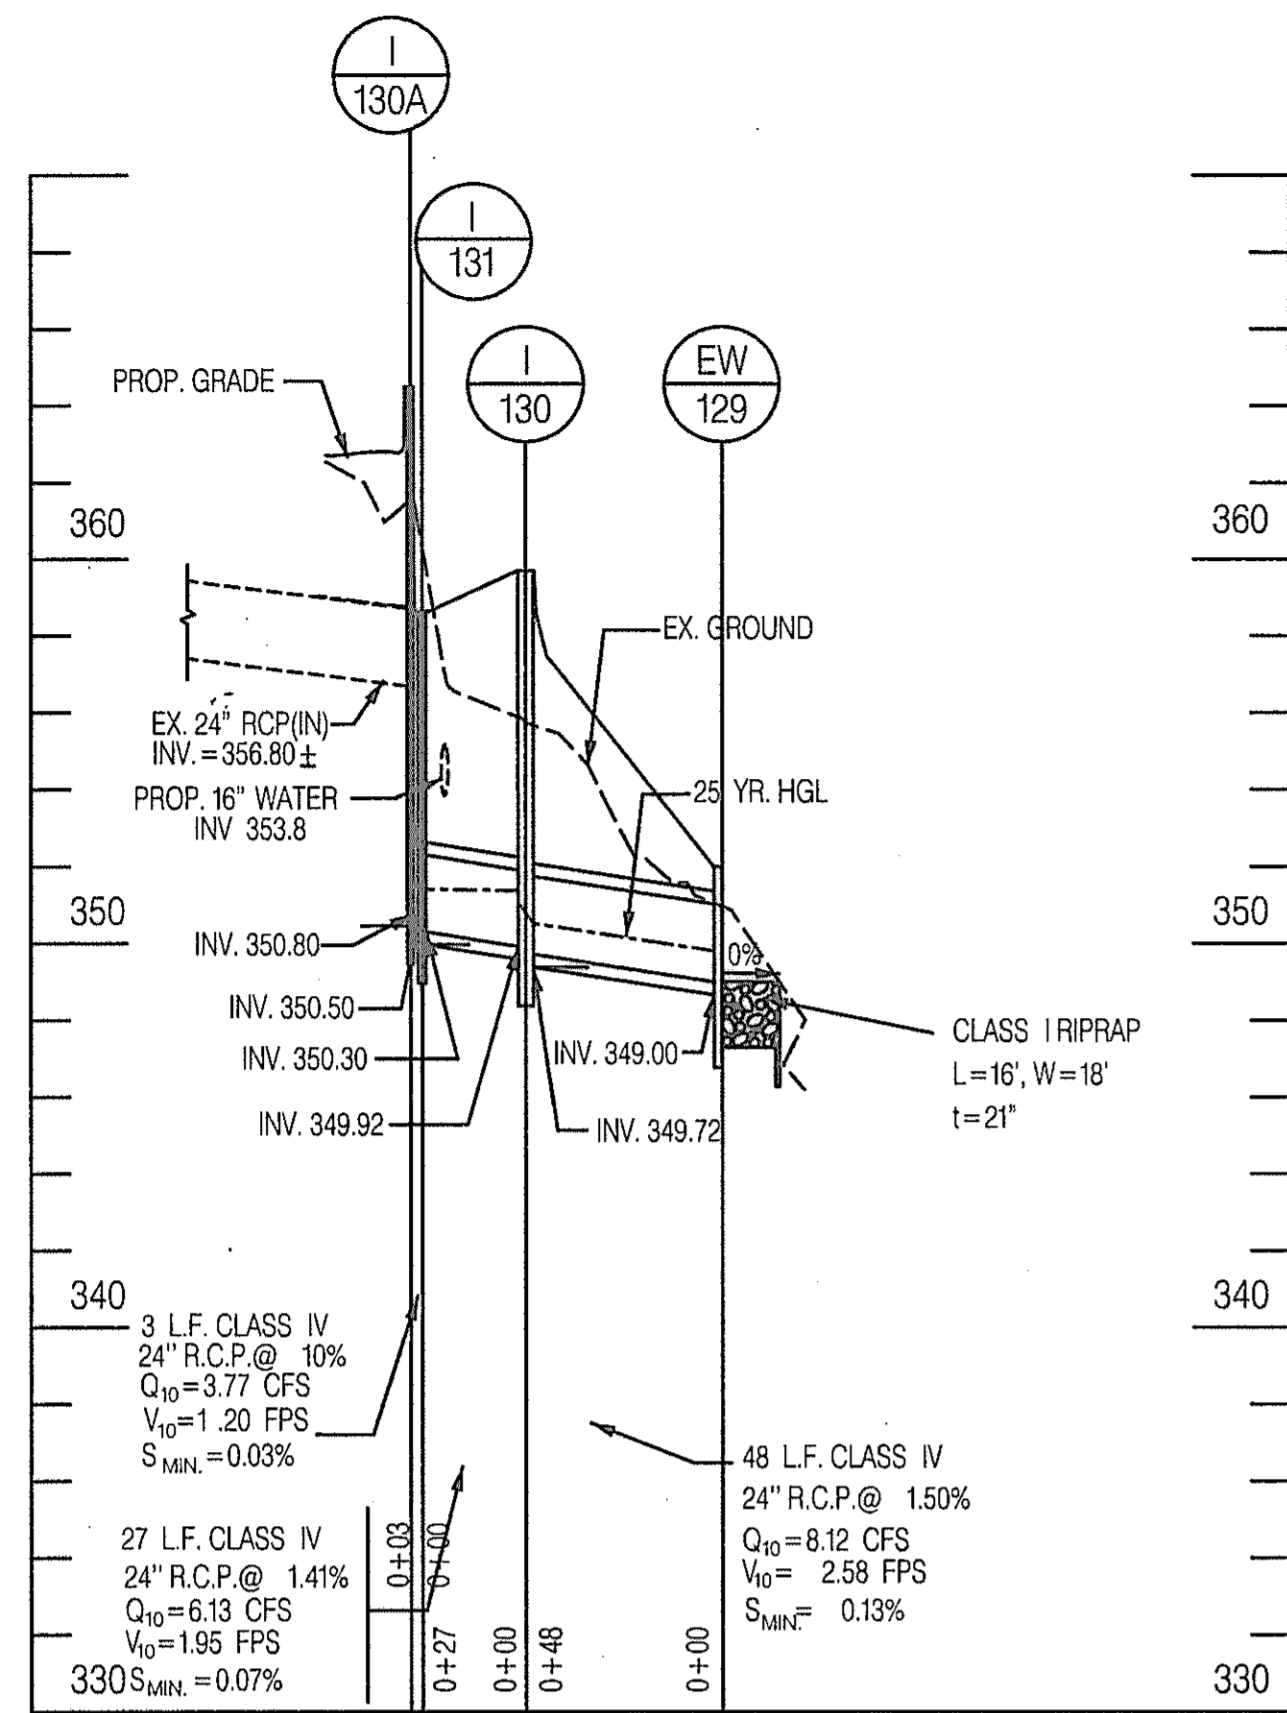 I
130A
I
131
I
130
EW
129
PROP. GRADE
360
360
EX. GROUND
EX. 24" RCP(IN)
INV. = 356.80 ±
PROP. 16" WATER
INV 353.8
25 YR. HGL
350
350
INV. 350.80
0%
INV. 350.50
INV. 350.30
INV. 349.00
INV. 349.92
INV. 349.72
CLASS I RIPRAP
L=16', W=18'
t=21"
340
340
3 L.F. CLASS IV
24" R.C.P.@ 10%
Q10=3.77 CFS
V10=1.20 FPS
S MIN.=0.03%
48 L.F. CLASS IV
24" R.C.P.@ 1.50%
Q10=8.12 CFS
V10= 2.58 FPS
SMIN.= 0.13%
27 L.F. CLASS IV
24" R.C.P.@ 1.41%
Q10=6.13 CFS
V10=1.95 FPS
SMIN. =0.07%
0+03
0+00
0+27
0+00
0+48
0+00
330
330